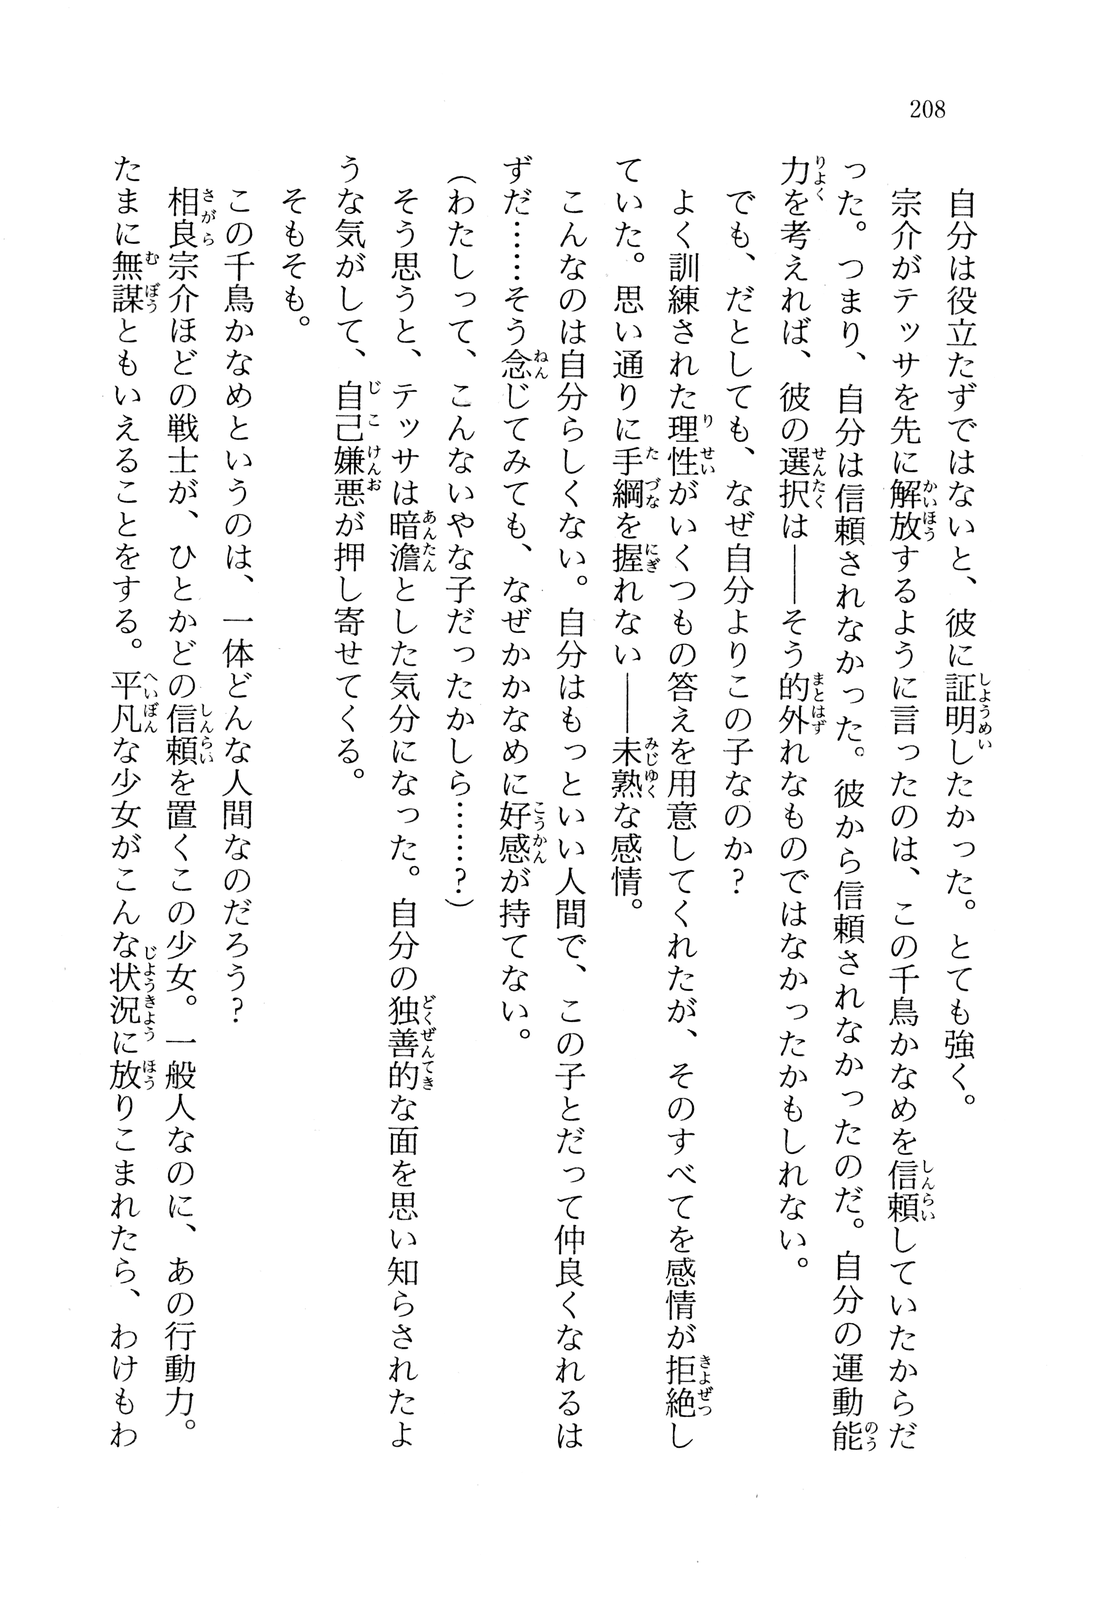 208
自分は役立たずではないと、彼に証明したかった。とても強く。
宗介がテッサを先に解放するように言ったのは、この千鳥かなめを信頼していたからだ
った。つまり、自分は信頼されなかった。彼から信頼されなかったのだ。自分の運動能
力を考えれば、彼の選択は――そう的外れなものではなかったかもしれない。
でも、だとしても、なぜ自分よりこの子なのか？
よく訓練された理性がいくつもの答えを用意してくれたが、そのすべてを感情が拒絶し
ていた。思い通りに手綱を握れない――未熟な感情。
こんなのは自分らしくない。自分はもっといい人間で、この子とだって仲良くなれるは
ずだ……そう念じてみても、なぜかかなめに好感が持てない。
（わたしって、こんないやな子だったかしら……？）
そう思うと、テッサは暗澹とした気分になった。自分の独善的な面を思い知らされたよ
うな気がして、自己嫌悪が押し寄せてくる。
そもそも。
この千鳥かなめというのは、一体どんな人間なのだろう？
相良宗介ほどの戦士が、ひとかどの信頼を置くこの少女。一般人なのに、あの行動力。
たまに無謀ともいえることをする。平凡な少女がこんな状況に放りこまれたら、わけもわ